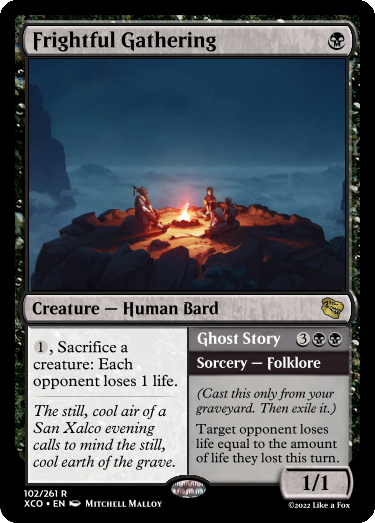 Frightful Gathering
Creature — Human Bard
1 , Sacrifice a
creature: Each
opponent loses 1 life.
The still, cool air of a
San Xalco evening
calls to mind the still,
cool earth of the grave.
Ghost Story 3
Sorcery — Folklore
(Cast this only from your
graveyard. Then exile it.)
Target opponent loses
life equal to the amount
of life they lost this turn.
1/1
102/261 R
XCO • EN Mitchell Malloy
©2022 Like a Fox